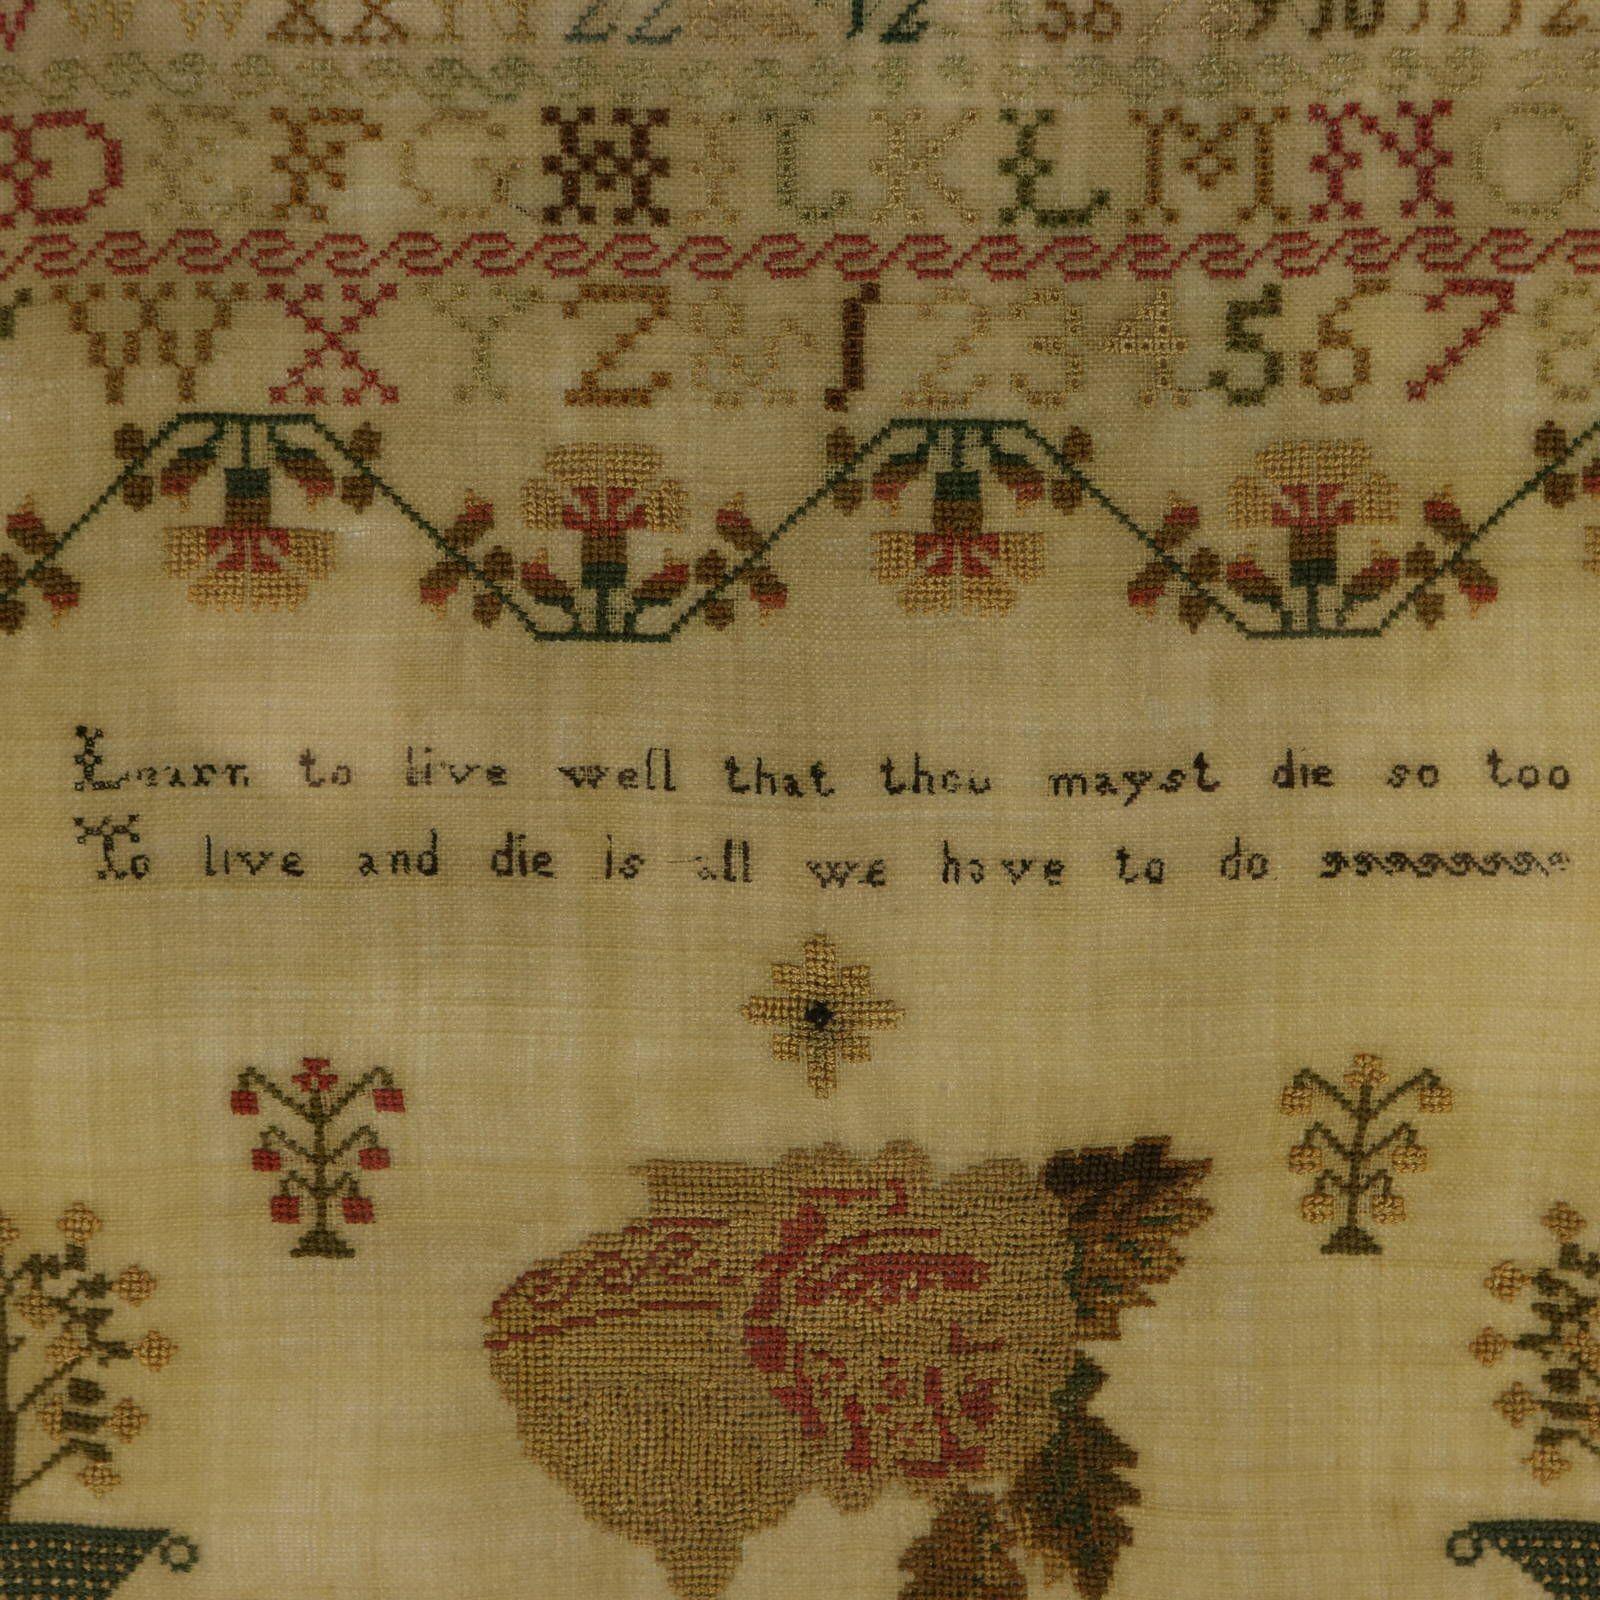 D E F G H I J K L M N O
W X Y Z & 1 2 3 4 5 6 7 8
Learn to live well that thou mayst die so too
To live and die is all we have to do